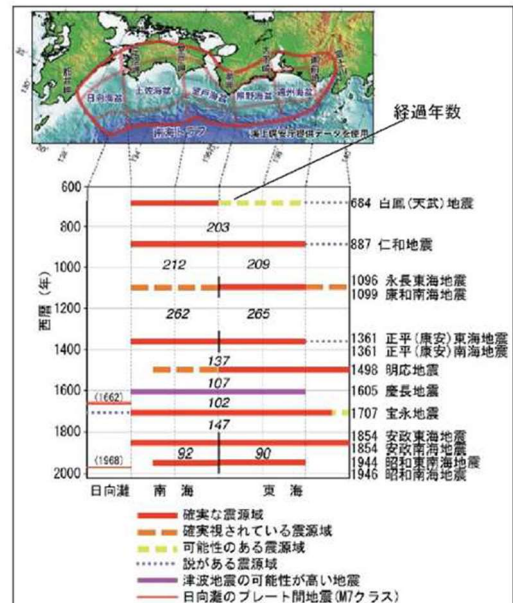 日向海盆
土佐海盆
室戸海盆
熊野海盆
遠州海盆
南海トラフ
海上保安庁提供データを使用
経過年数
西暦(年)
600
800
1000
1200
1400
1600
1800
2000
203
212
209
262
265
137
107
102
147
92
90
(1662)
(1968)
684 白鳳(天武)地震
887 仁和地震
1096 永長東海地震
1099 康和南海地震
1361 正平(康安)東海地震
1361 正平(康安)南海地震
1498 明応地震
1605 慶長地震
1707 宝永地震
1854 安政東海地震
1854 安政南海地震
1944 昭和東南海地震
1946 昭和南海地震
日向灘 南海 東海
確実な震源域
確実視されている震源域
可能性のある震源域
説がある震源域
津波地震の可能性が高い地震
日向灘のプレート間地震(M7クラス)